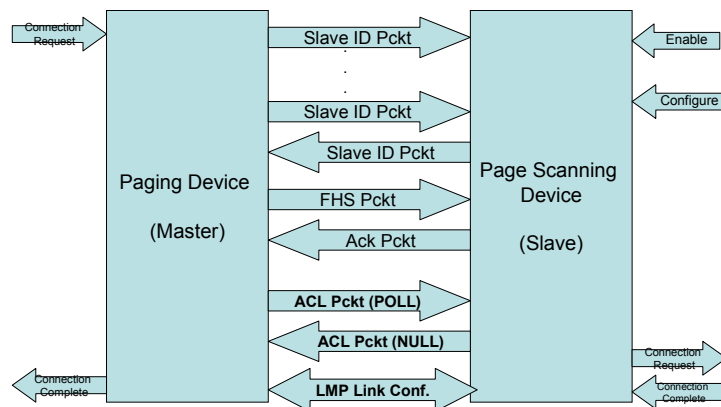 Connection
Request
Slave ID Pckt
.
.
.
Enable
Slave ID Pckt
Configure
Slave ID Pckt
Paging Device
(Master)
FHS Pckt
Page Scanning
Device
(Slave)
Ack Pckt
ACL Pckt (POLL)
ACL Pckt (NULL)
Connection
Request
Connection
Complete
LMP Link Conf.
Connection
Complete